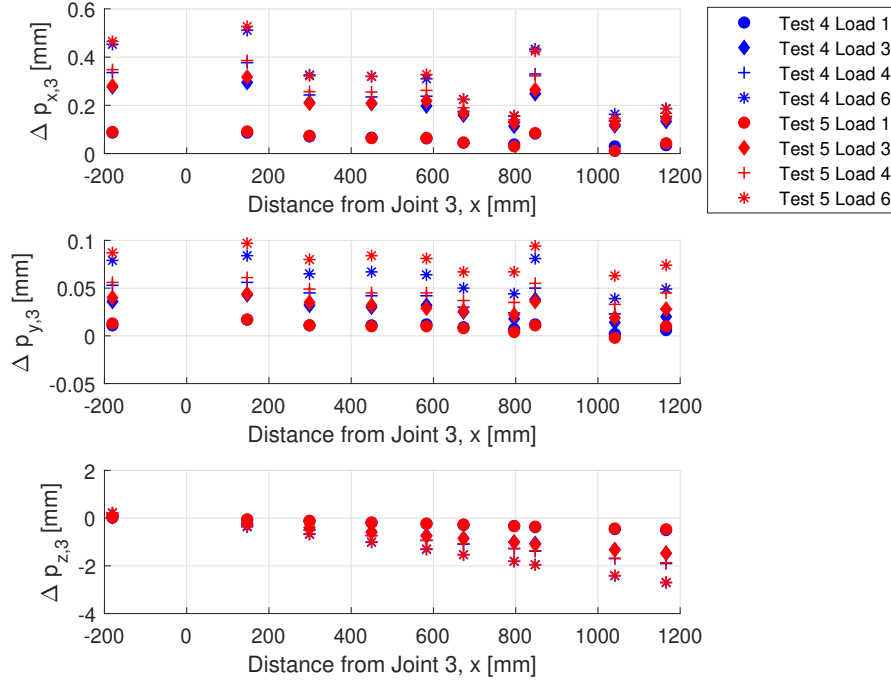 0.6
0.4
0.2
0
Δ p x,3 [mm]
-200 0 200 400 600 800 1000 1200
Distance from Joint 3, x [mm]
Test 4 Load 1
Test 4 Load 3
Test 4 Load 4
Test 4 Load 6
Test 5 Load 1
Test 5 Load 3
Test 5 Load 4
Test 5 Load 6
0.1
0.05
0
-0.05
Δ p y,3 [mm]
-200 0 200 400 600 800 1000 1200
Distance from Joint 3, x [mm]
2
0
-2
-4
Δ p z,3 [mm]
-200 0 200 400 600 800 1000 1200
Distance from Joint 3, x [mm]